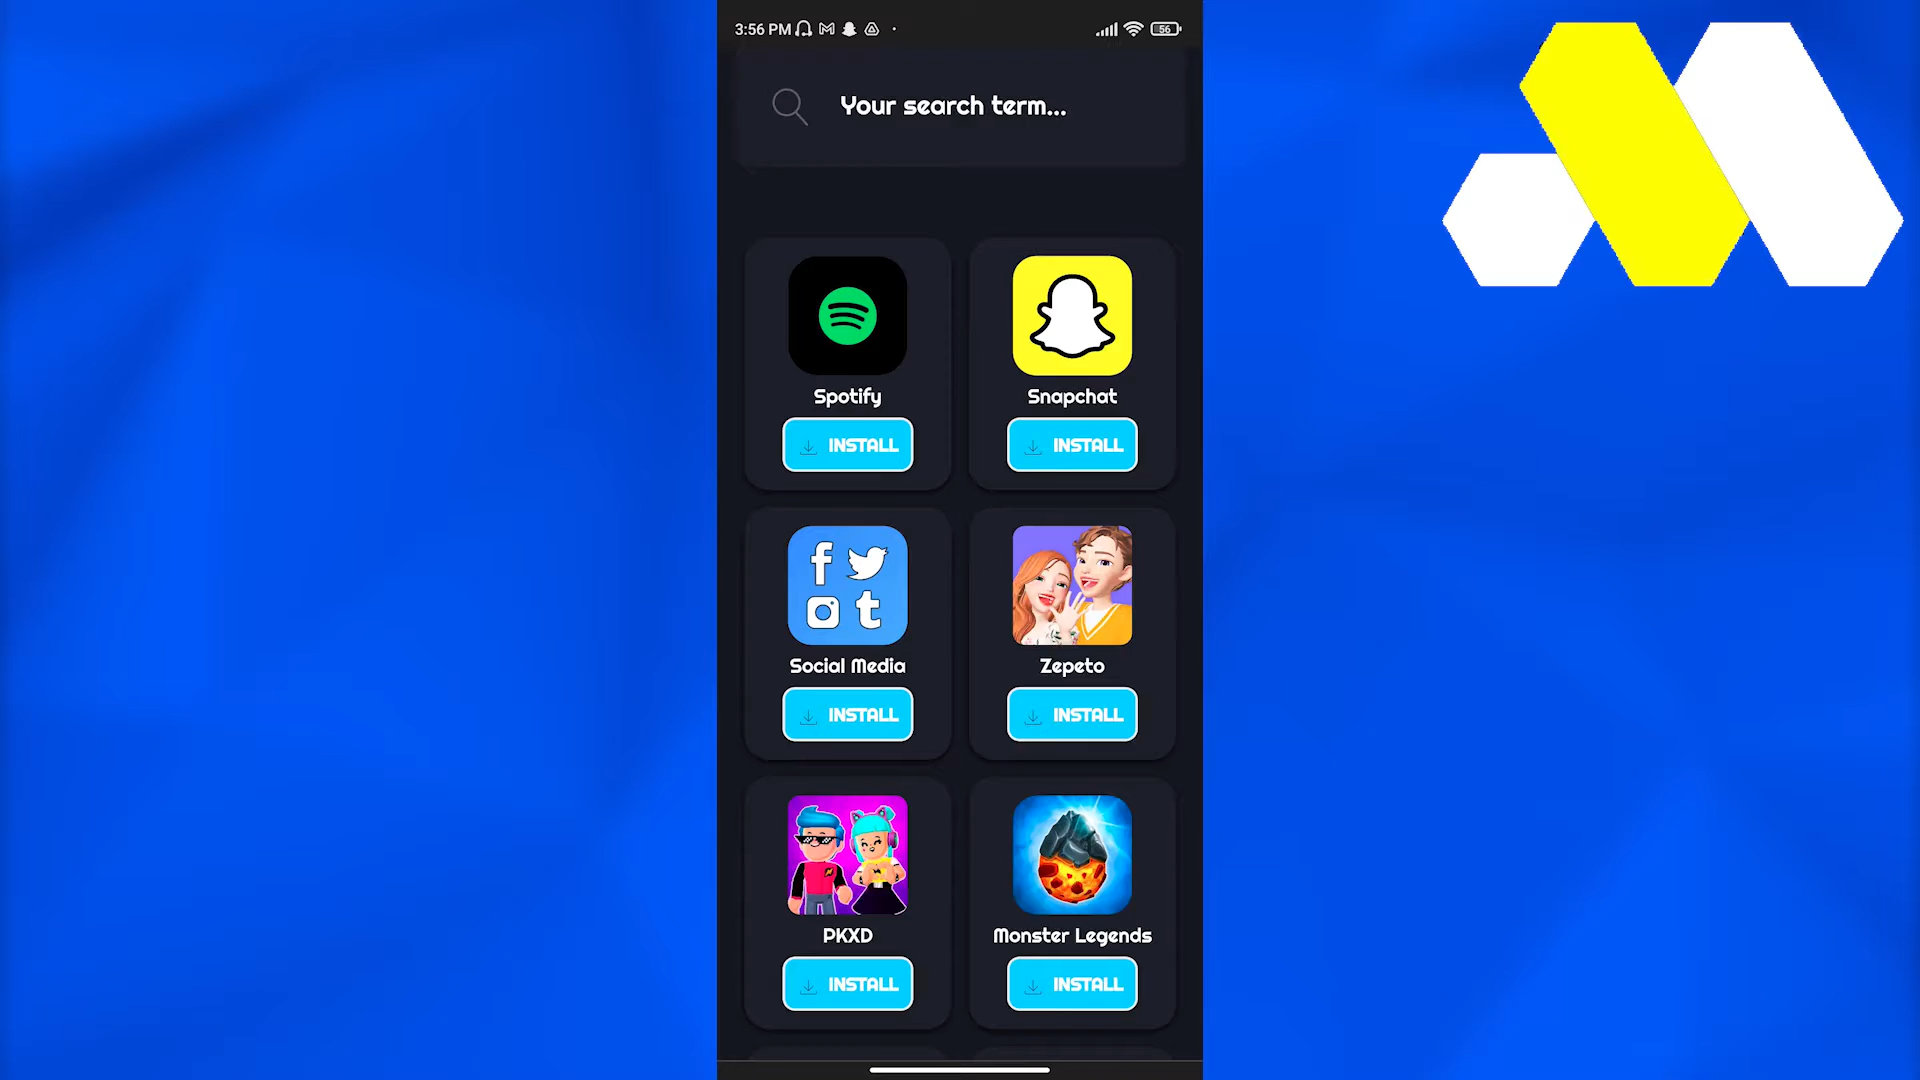 3:56 PM
56
Your search term...
Spotify
Snapchat
INSTALL
INSTALL
Social Media
Zepeto
INSTALL
INSTALL
PKXD
Monster Legends
INSTALL
INSTALL